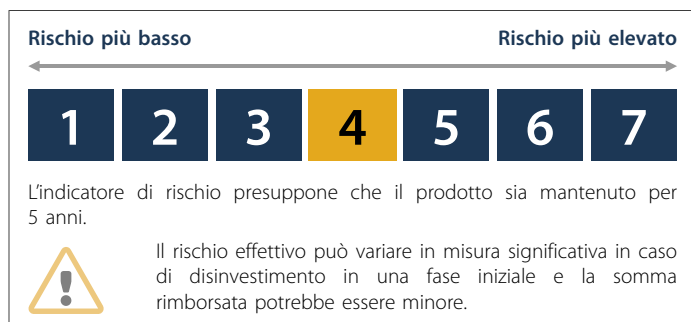 Rischio più basso Rischio più elevato
1 2 3 4 5 6 7
L'indicatore di rischio presuppone che il prodotto sia mantenuto per
5 anni.
Il rischio effettivo può variare in misura significativa in caso
di disinvestimento in una fase iniziale e la somma
rimborsata potrebbe essere minore.